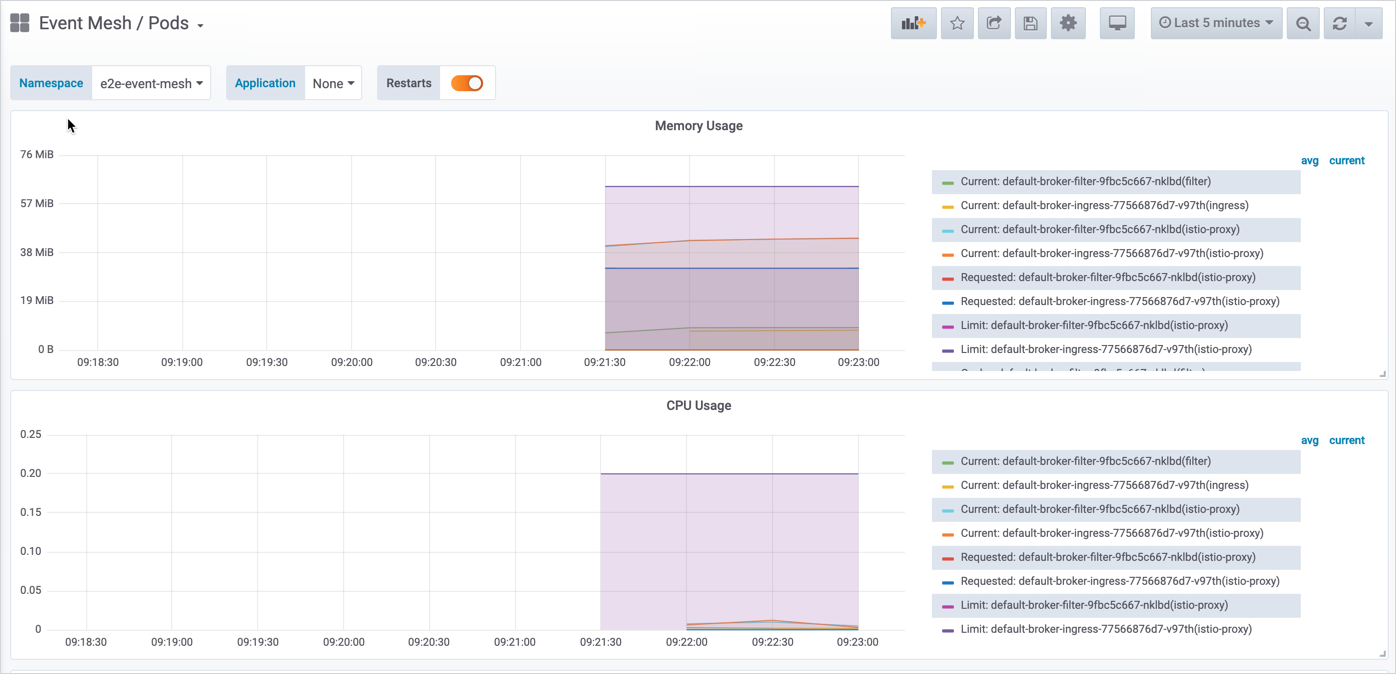 Event Mesh / Pods
Last 5 minutes
Namespace e2e-event-mesh Application None Restarts
Memory Usage
76 MiB
57 MiB
38 MiB
19 MiB
0 B
09:18:30 09:19:00 09:19:30 09:20:00 09:20:30 09:21:00 09:21:30 09:22:00 09:22:30 09:23:00
avg current
Current: default-broker-filter-9fbc5c667-nklbd(filter)
Current: default-broker-ingress-77566876d7-v97th(ingress)
Current: default-broker-filter-9fbc5c667-nklbd(istio-proxy)
Current: default-broker-ingress-77566876d7-v97th(istio-proxy)
Requested: default-broker-filter-9fbc5c667-nklbd(istio-proxy)
Requested: default-broker-ingress-77566876d7-v97th(istio-proxy)
Limit: default-broker-filter-9fbc5c667-nklbd(istio-proxy)
Limit: default-broker-ingress-77566876d7-v97th(istio-proxy)
CPU Usage
0.25
0.20
0.15
0.10
0.05
0
09:18:30 09:19:00 09:19:30 09:20:00 09:20:30 09:21:00 09:21:30 09:22:00 09:22:30 09:23:00
avg current
Current: default-broker-filter-9fbc5c667-nklbd(filter)
Current: default-broker-ingress-77566876d7-v97th(ingress)
Current: default-broker-filter-9fbc5c667-nklbd(istio-proxy)
Current: default-broker-ingress-77566876d7-v97th(istio-proxy)
Requested: default-broker-filter-9fbc5c667-nklbd(istio-proxy)
Requested: default-broker-ingress-77566876d7-v97th(istio-proxy)
Limit: default-broker-filter-9fbc5c667-nklbd(istio-proxy)
Limit: default-broker-ingress-77566876d7-v97th(istio-proxy)